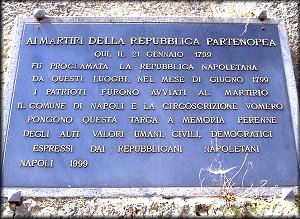 AI MARTIRI DELLA REPUBBLICA PARTENOPEA
QUI, IL 21 GENNAIO 1799
FU PROCLAMATA LA REPUBBLICA NAPOLETANA
DA QUESTI LUOGHI, NEL MESE DI GIUGNO 1799
I PATRIOTI FURONO AVVIATI AL MARTIRIO
IL COMUNE DI NAPOLI E LA CIRCOSCRIZIONE VOMERO
PONGONO QUESTA TARGA A MEMORIA PERENNE
DEGLI ALTI VALORI UMANI, CIVILI, DEMOCRATICI
ESPRESSI DAI REPUBBLICANI NAPOLETANI
NAPOLI 1999